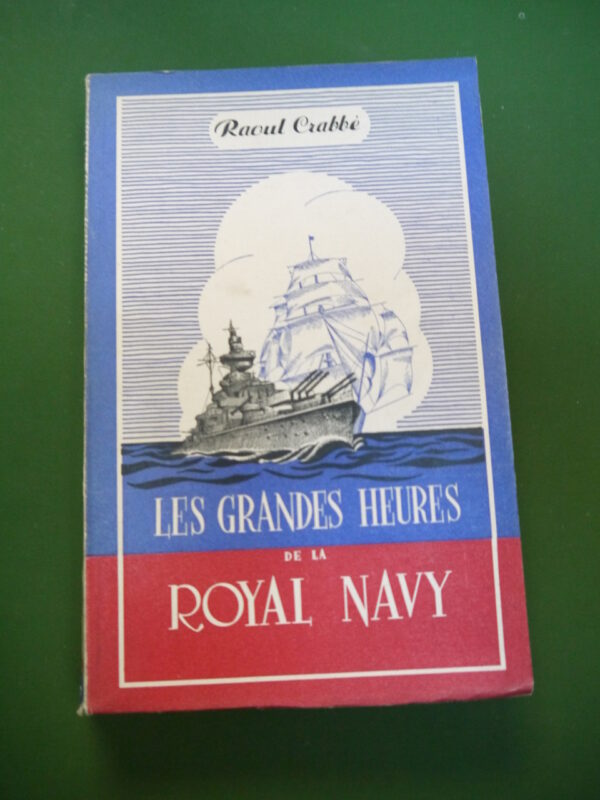 Raoul Crabbé
LES GRANDES HEURES
DE LA
ROYAL NAVY